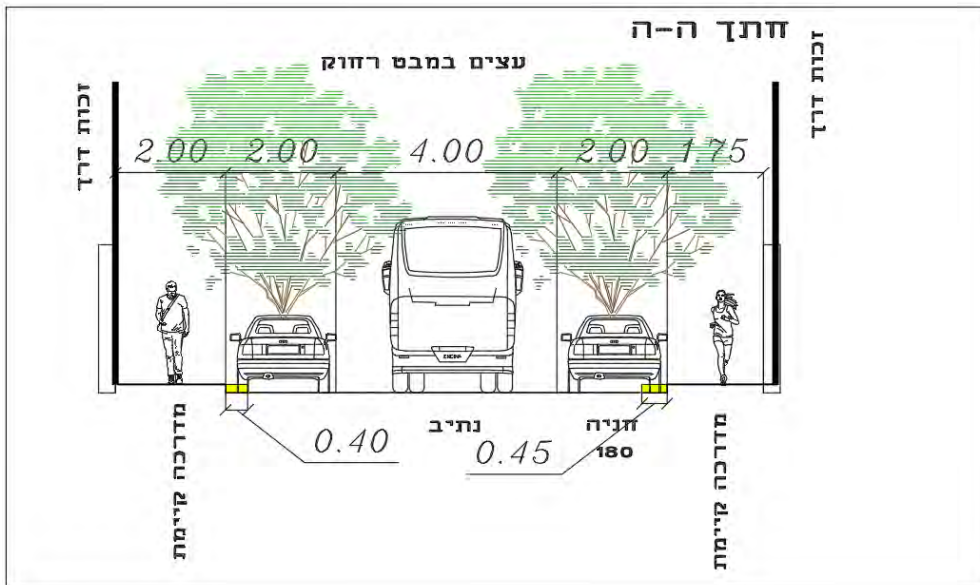 חתך ה-ה
זכות דרך
עצים במבט רחוק
זכות דרך
2.00 2.00 4.00 2.00 1.75
0.40
נתיב
0.45
חניה
180
מדרכה קיימת
מדרכה קיימת